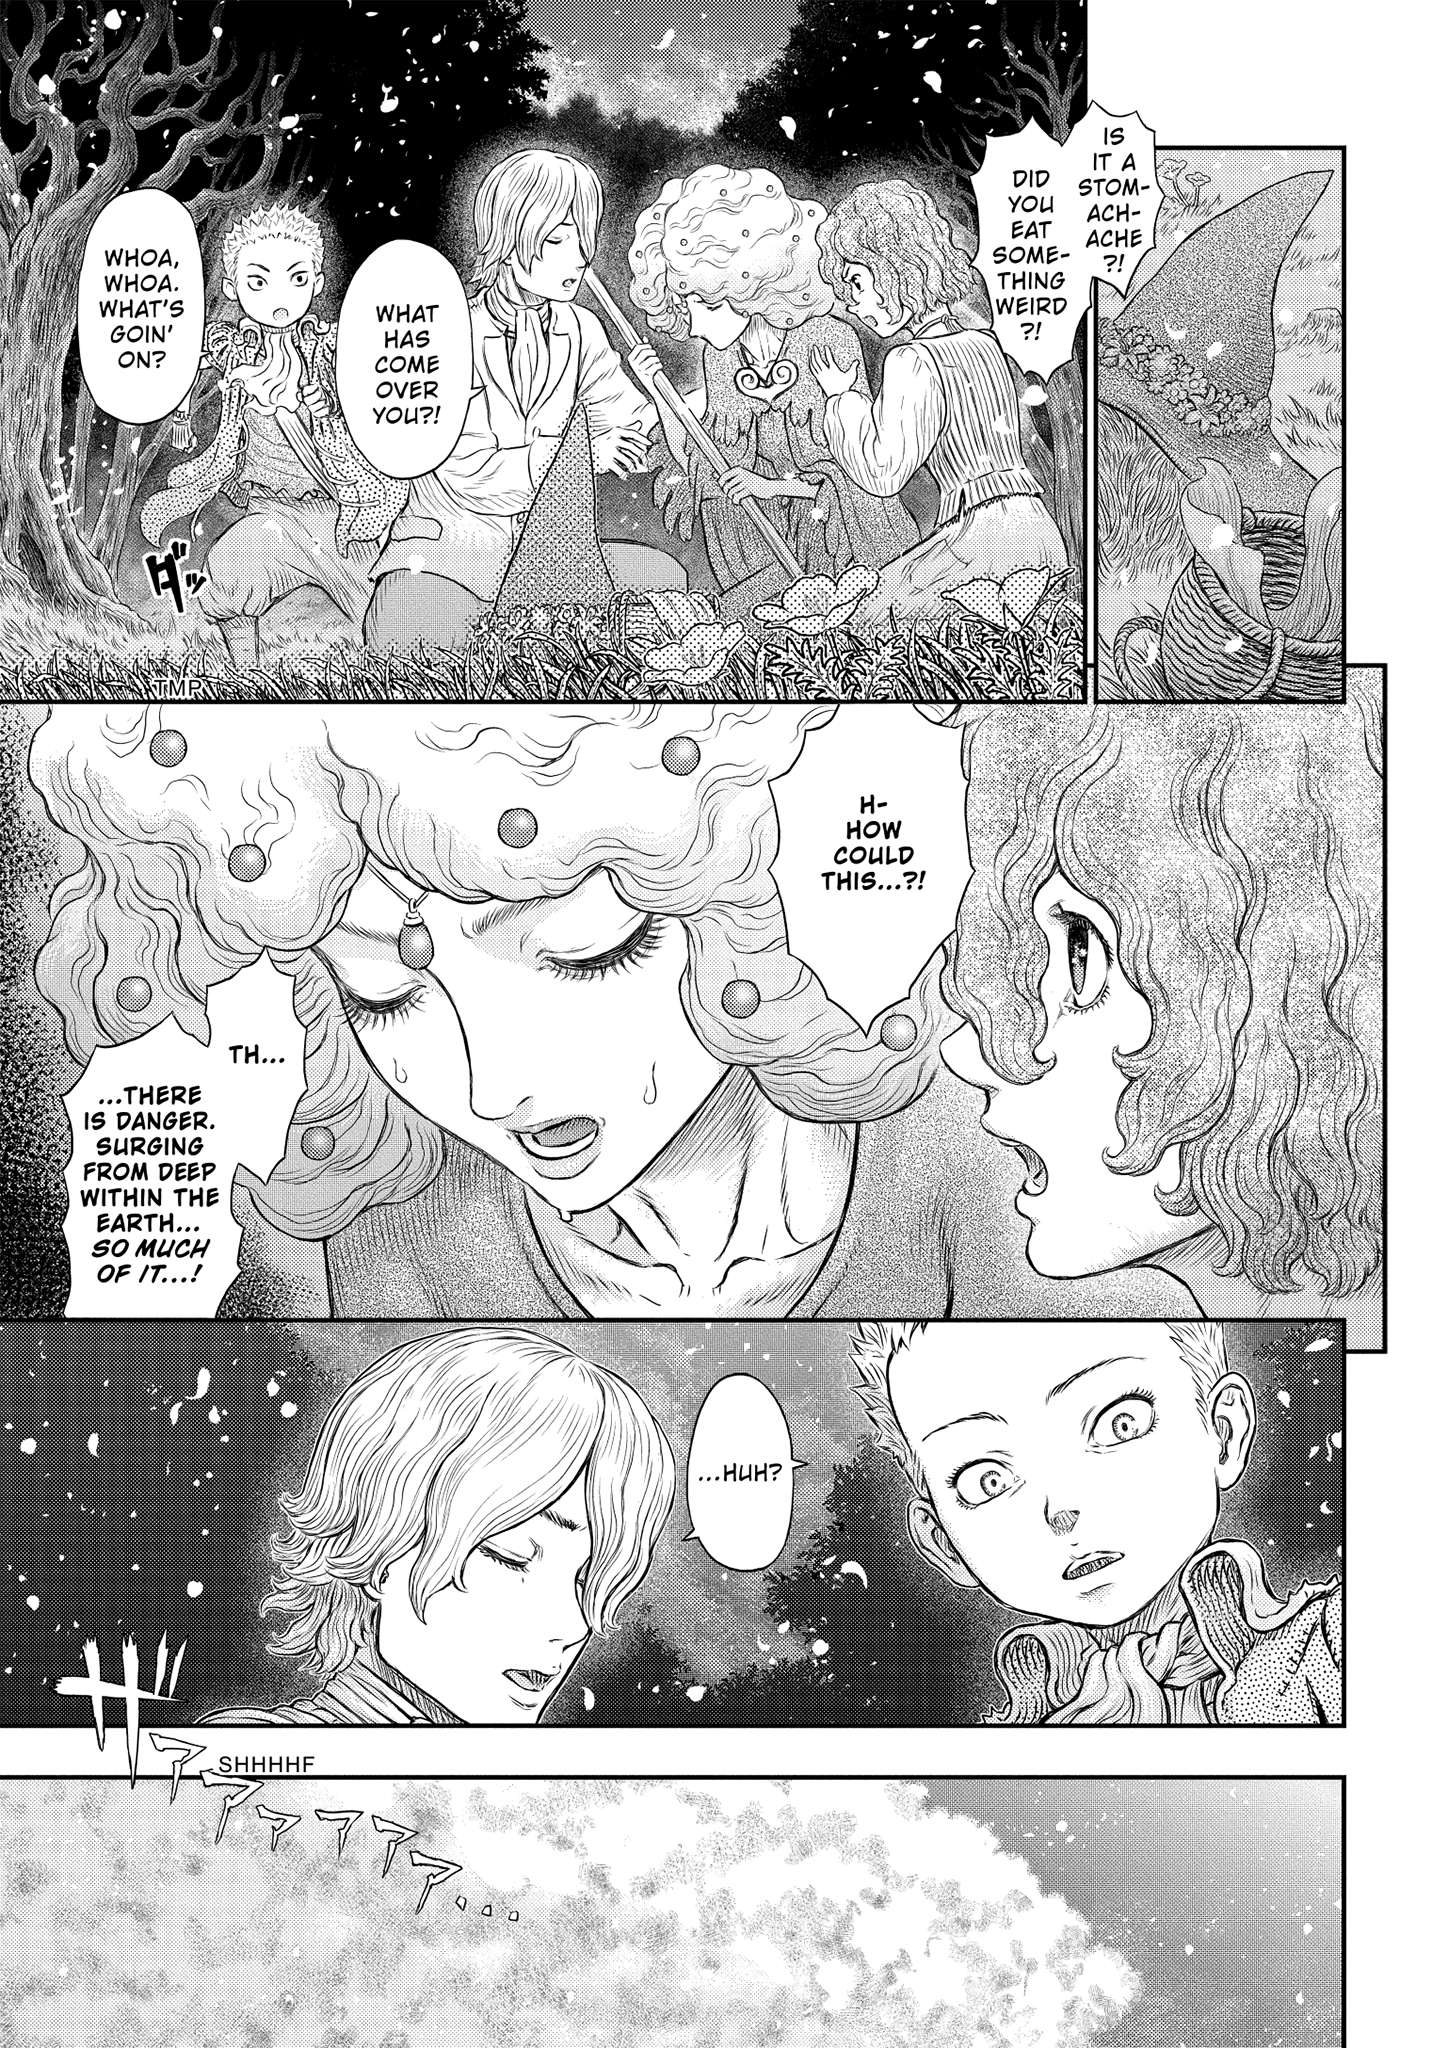 IS
IT A
STOM-
ACH-
ACHE
?!
DID
YOU
EAT
SOME-
THING
WEIRD
?!
WHAT
HAS
COME
OVER
YOU?!
WHOA,
WHOA.
WHAT'S
GOIN'
ON?
ダッ
TMP
H-
HOW
COULD
THIS...?!
TH...
...THERE
IS DANGER.
SURGING
FROM DEEP
WITHIN THE
EARTH...
SO MUCH
OF IT...!
...HUH?
ザァァァァァ...
SHHHHF